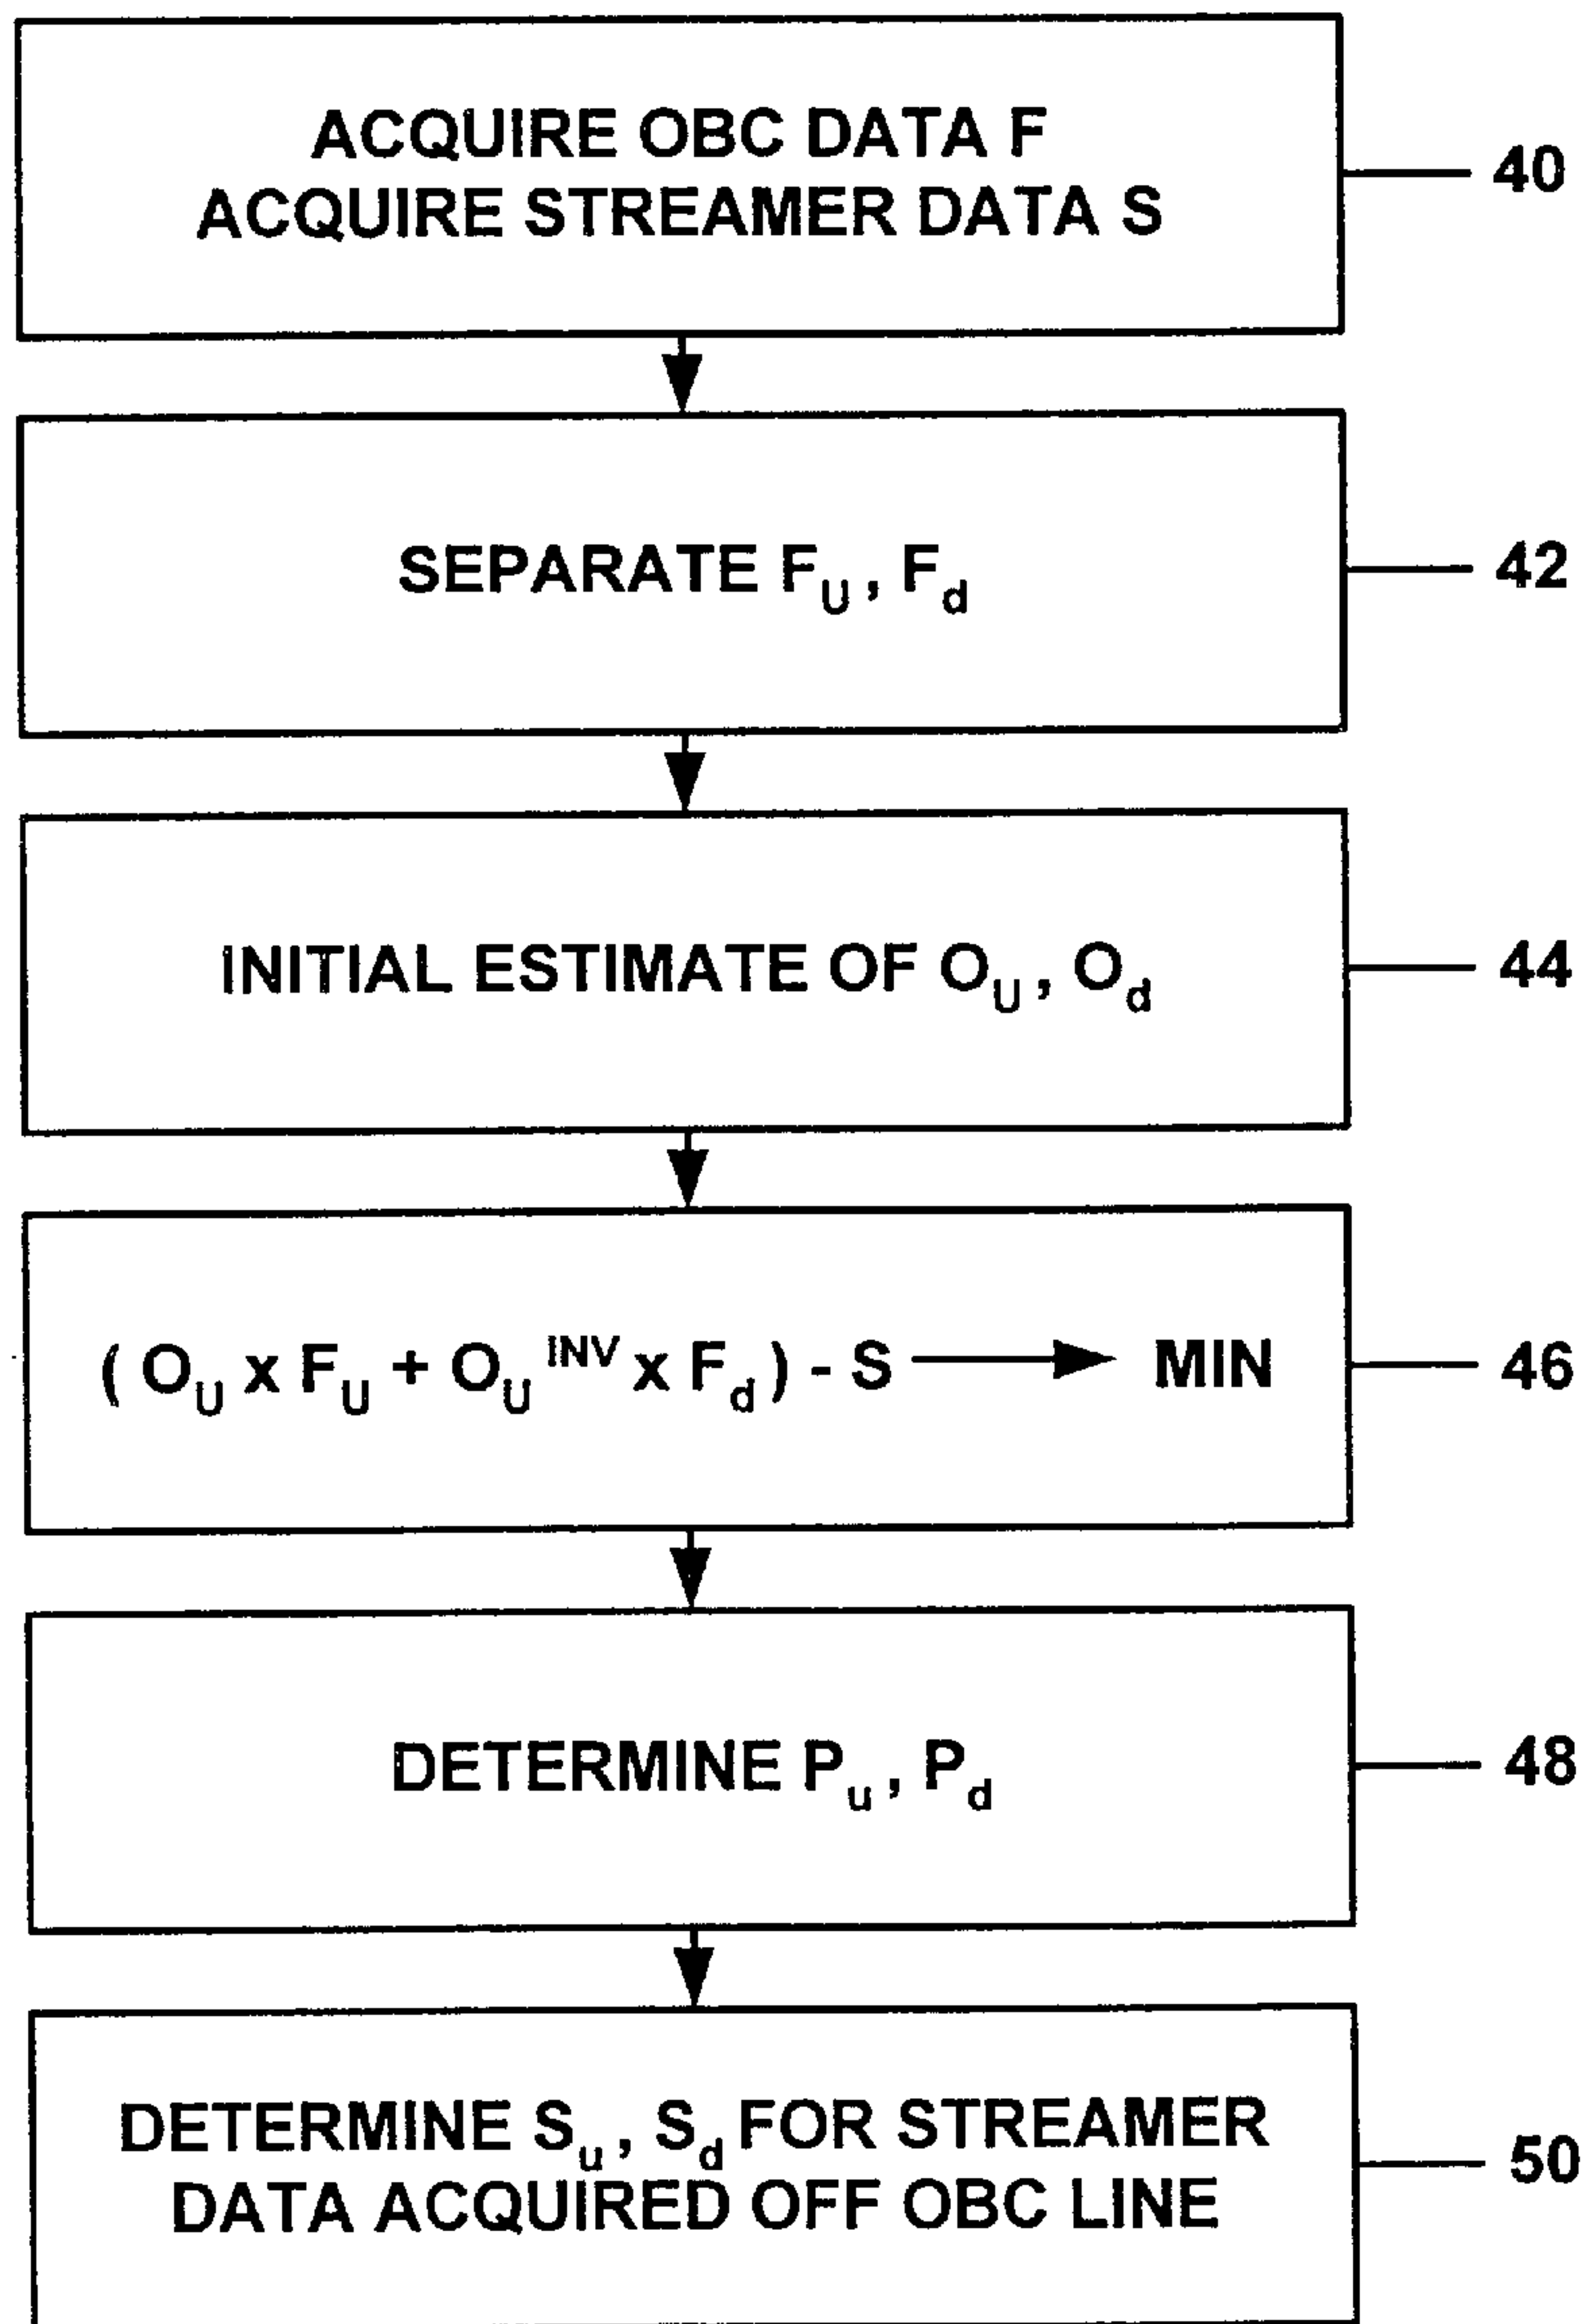 ACQUIRE OBC DATA F
ACQUIRE STREAMER DATA S
40
SEPARATE F_U, F_d
42
INITIAL ESTIMATE OF O_U, O_d
44
( O_U x F_U + O_U^INV x F_d ) - S → MIN
46
DETERMINE P_u, P_d
48
DETERMINE S_u, S_d FOR STREAMER
DATA ACQUIRED OFF OBC LINE
50